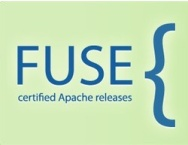 FUSE {
certified Apache releases